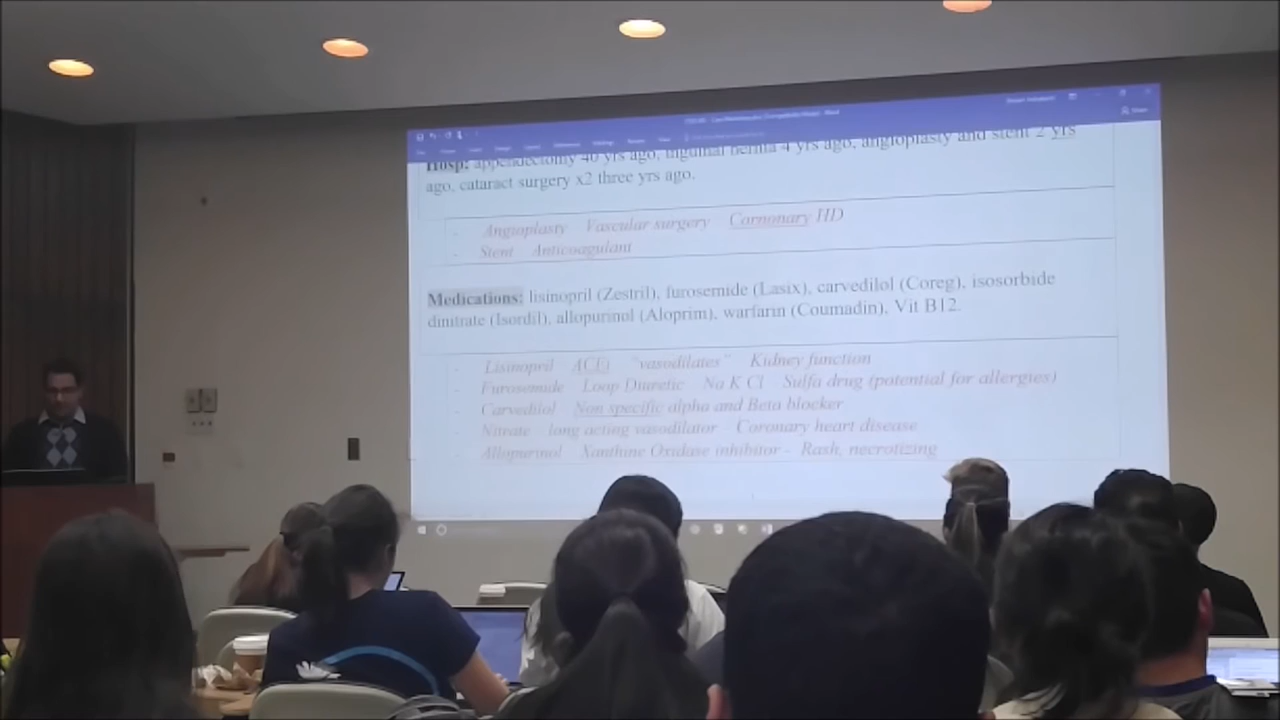 Hosp: appendectomy 40 yrs ago, inguinal hernia 4 yrs ago, angioplasty and stent 2 yrs
ago, cataract surgery x2 three yrs ago.
- Angioplasty Vascular surgery Cornonary HD
- Stent Anticoagulant
Medications: lisinopril (Zestril), furosemide (Lasix), carvedilol (Coreg), isosorbide
dinitrate (Isordil), allopurinol (Aloprim), warfarin (Coumadin), Vit B12.
- Lisinopril ACEi "vasodilates" Kidney function
- Furosemide Loop Diuretic Na K Cl Sulfa drug (potential for allergies)
- Carvedilol Non specific alpha and Beta blocker
- Nitrate long acting vasodilator Coronary heart disease
- Allopurinol Xanthine Oxidase inhibitor - Rash, necrotizing